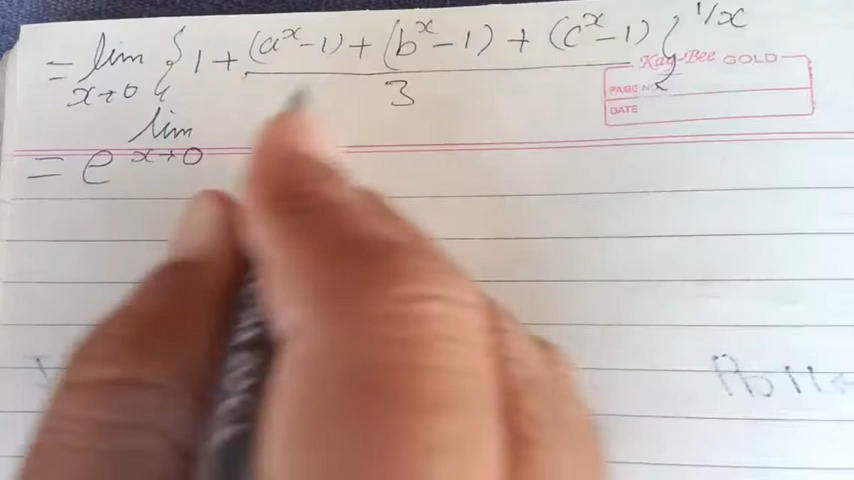 = lim x→0 { 1 + (a^x - 1) + (b^x - 1) + (c^x - 1) / 3 }^1/x
Kay-Bee GOLD
PAGE NO.
DATE
= e^lim x→0